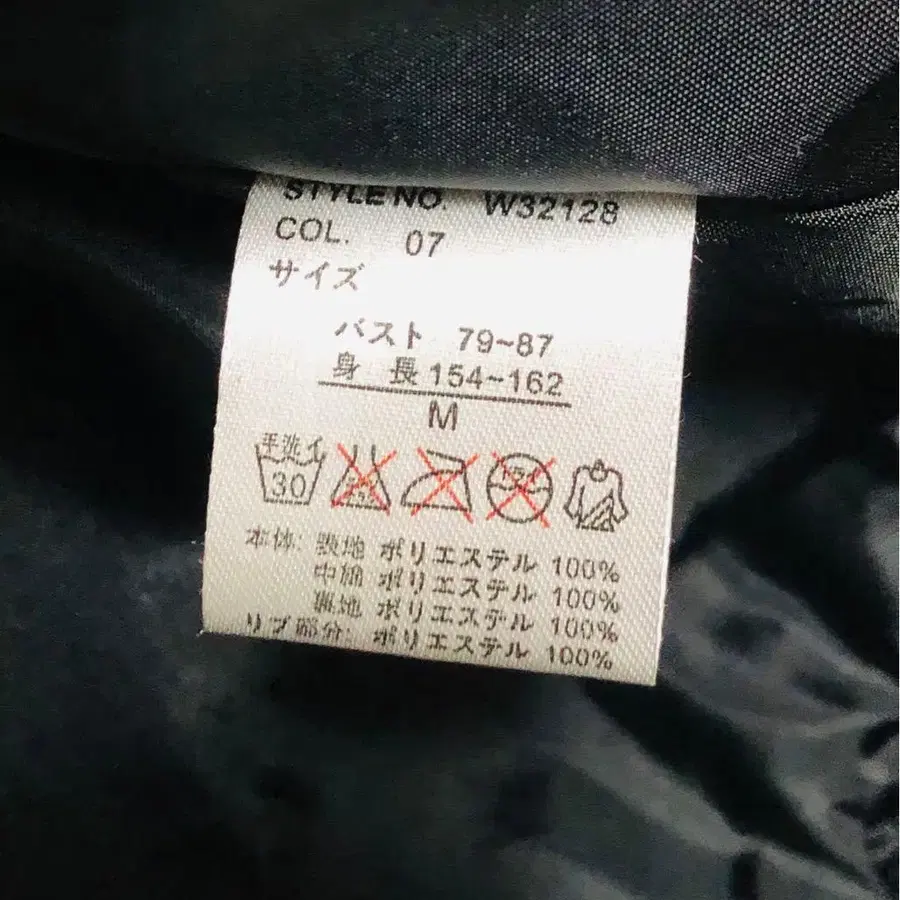 STYLE NO. W32128
COL. 07
サイズ
バスト 79~87
身 長 154~162
M
手洗イ
30
本体: 表地 ポリエステル 100%
中綿 ポリエステル 100%
裏地 ポリエステル 100%
リブ部分: ポリエステル 100%